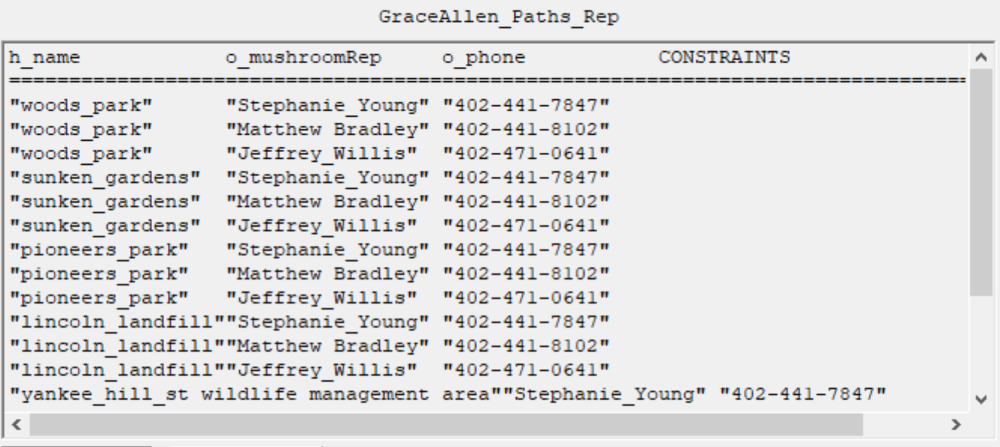 GraceAllen_Paths_Rep
h_name o_mushroomRep o_phone CONSTRAINTS
================================================================================
"woods_park" "Stephanie_Young" "402-441-7847"
"woods_park" "Matthew Bradley" "402-441-8102"
"woods_park" "Jeffrey_Willis" "402-471-0641"
"sunken_gardens" "Stephanie_Young" "402-441-7847"
"sunken_gardens" "Matthew Bradley" "402-441-8102"
"sunken_gardens" "Jeffrey_Willis" "402-471-0641"
"pioneers_park" "Stephanie_Young" "402-441-7847"
"pioneers_park" "Matthew Bradley" "402-441-8102"
"pioneers_park" "Jeffrey_Willis" "402-471-0641"
"lincoln_landfill""Stephanie_Young" "402-441-7847"
"lincoln_landfill""Matthew Bradley" "402-441-8102"
"lincoln_landfill""Jeffrey_Willis" "402-471-0641"
"yankee_hill_st wildlife management area""Stephanie_Young" "402-441-7847"